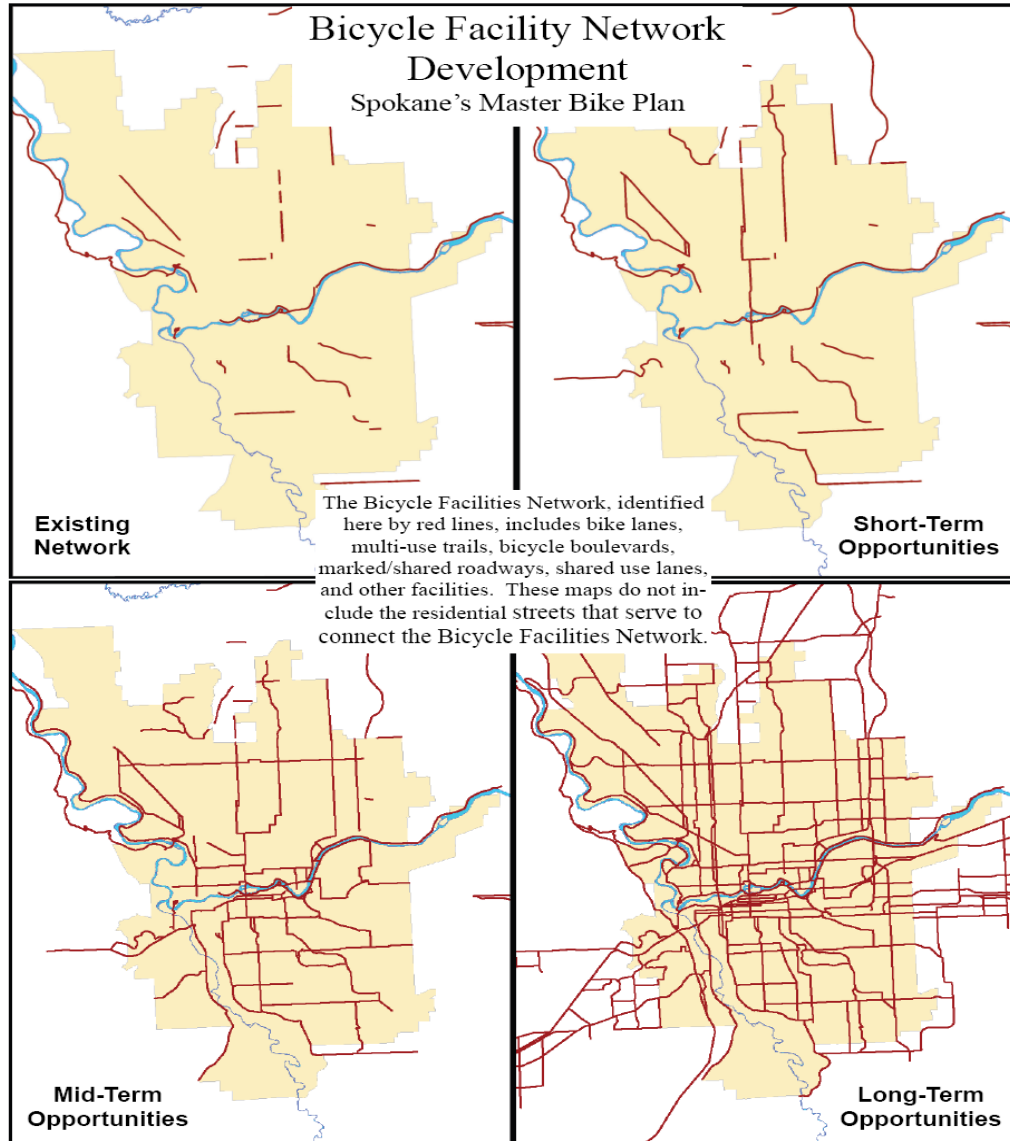 Bicycle Facility Network
Development
Spokane's Master Bike Plan
Existing
Network
Short-Term
Opportunities
The Bicycle Facilities Network, identified
here by red lines, includes bike lanes,
multi-use trails, bicycle boulevards,
marked/shared roadways, shared use lanes,
and other facilities.  These maps do not in-
clude the residential streets that serve to
connect the Bicycle Facilities Network.
Mid-Term
Opportunities
Long-Term
Opportunities